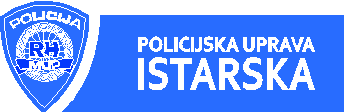 POLICIJA
RH
MUP
POLICIJSKA UPRAVA
ISTARSKA